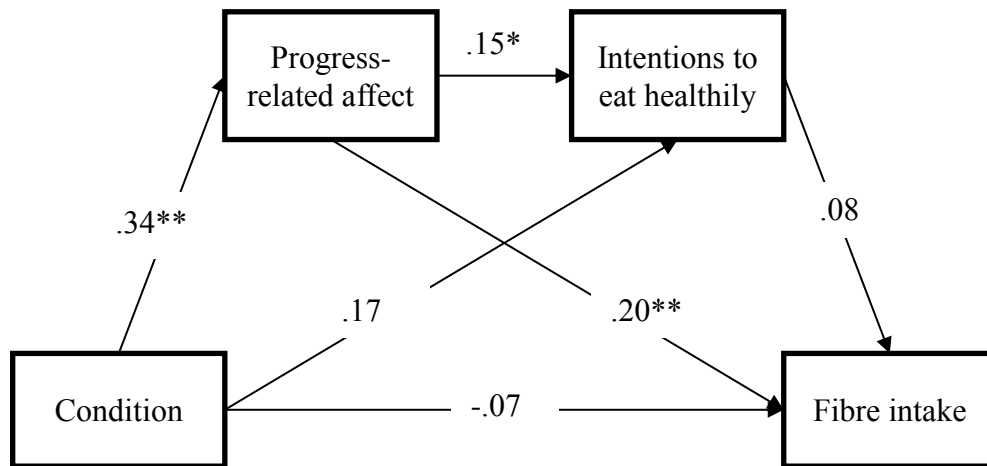 Progress-
related affect
.15*
Intentions to
eat healthily
.34**
.08
.17
.20**
Condition
-.07
Fibre intake